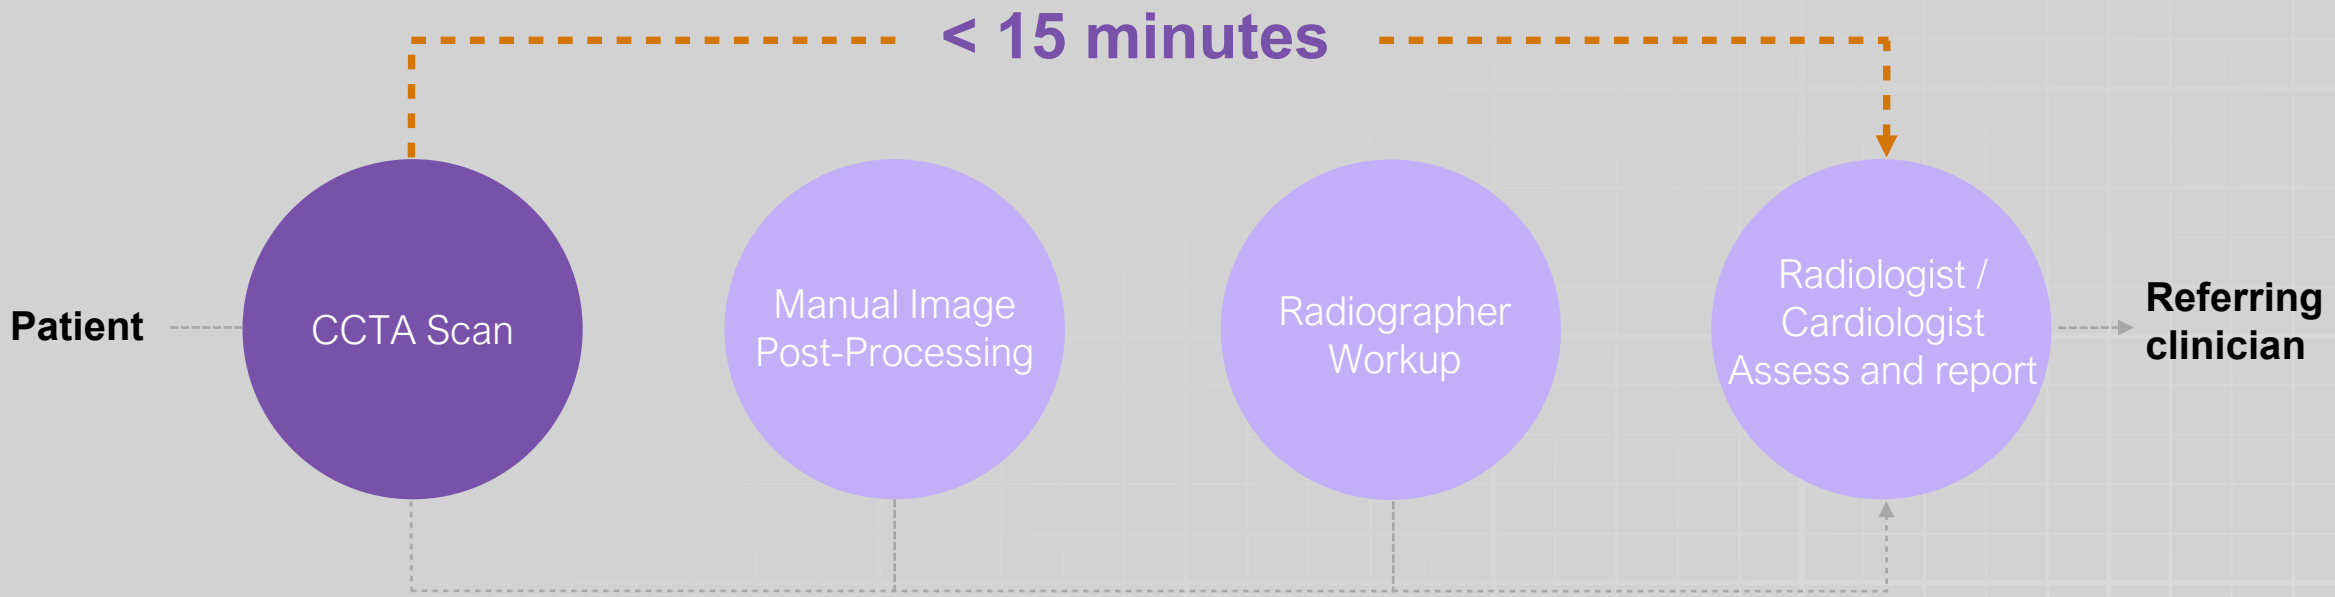 < 15 minutes
Patient
CCTA Scan
Manual Image
Post-Processing
Radiographer
Workup
Radiologist /
Cardiologist
Assess and report
Referring
clinician